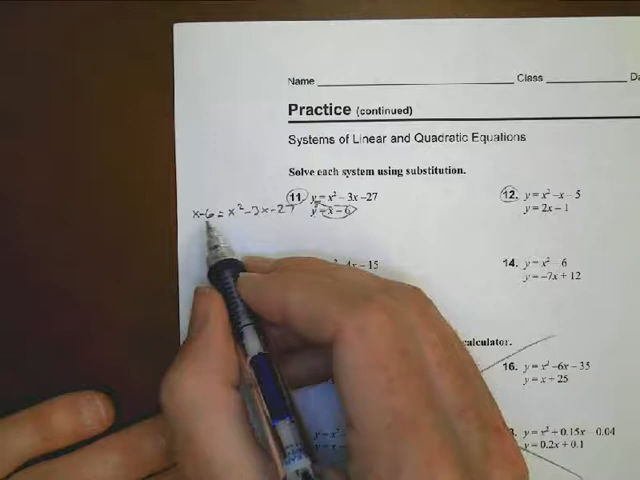 Name Class
Practice (continued)
Systems of Linear and Quadratic Equations
Solve each system using substitution.
11. y = x² – 3x – 27
y = x – 6
12. y = x² – x – 5
y = 2x – 1
x-6 = x²-3x-27
– 15
14. y = x² – 6
y = –7x + 12
calculator.
16. y = x² –6x – 35
y = x + 25
y = x² + 0.15x – 0.04
y = 0.2x + 0.1